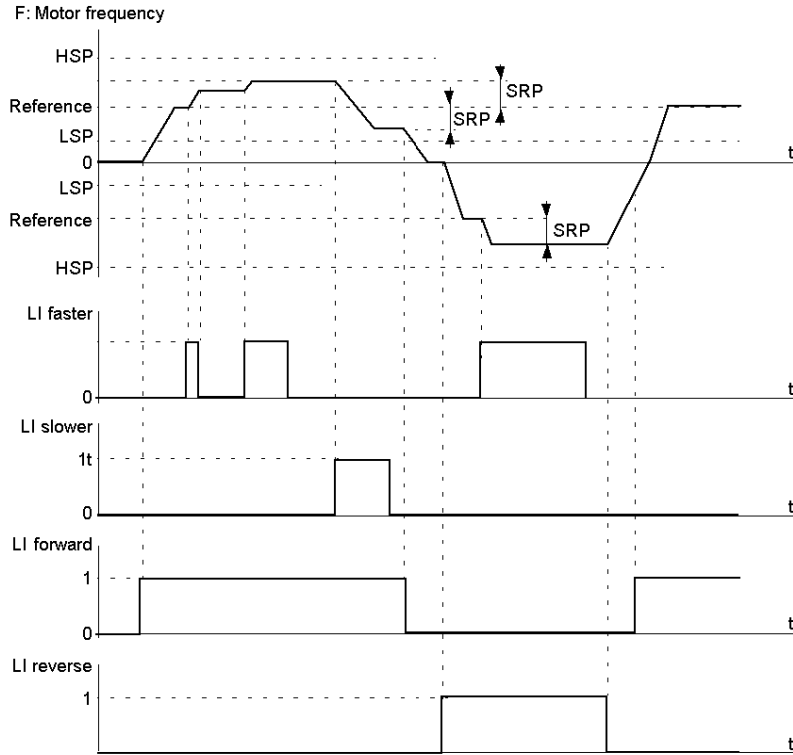 F: Motor frequency
HSP
SRP
Reference
SRP
LSP
t
0
LSP
Reference
SRP
HSP
LI faster
t
0
LI slower
1t
0
t
LI forward
1
t
0
LI reverse
1
t